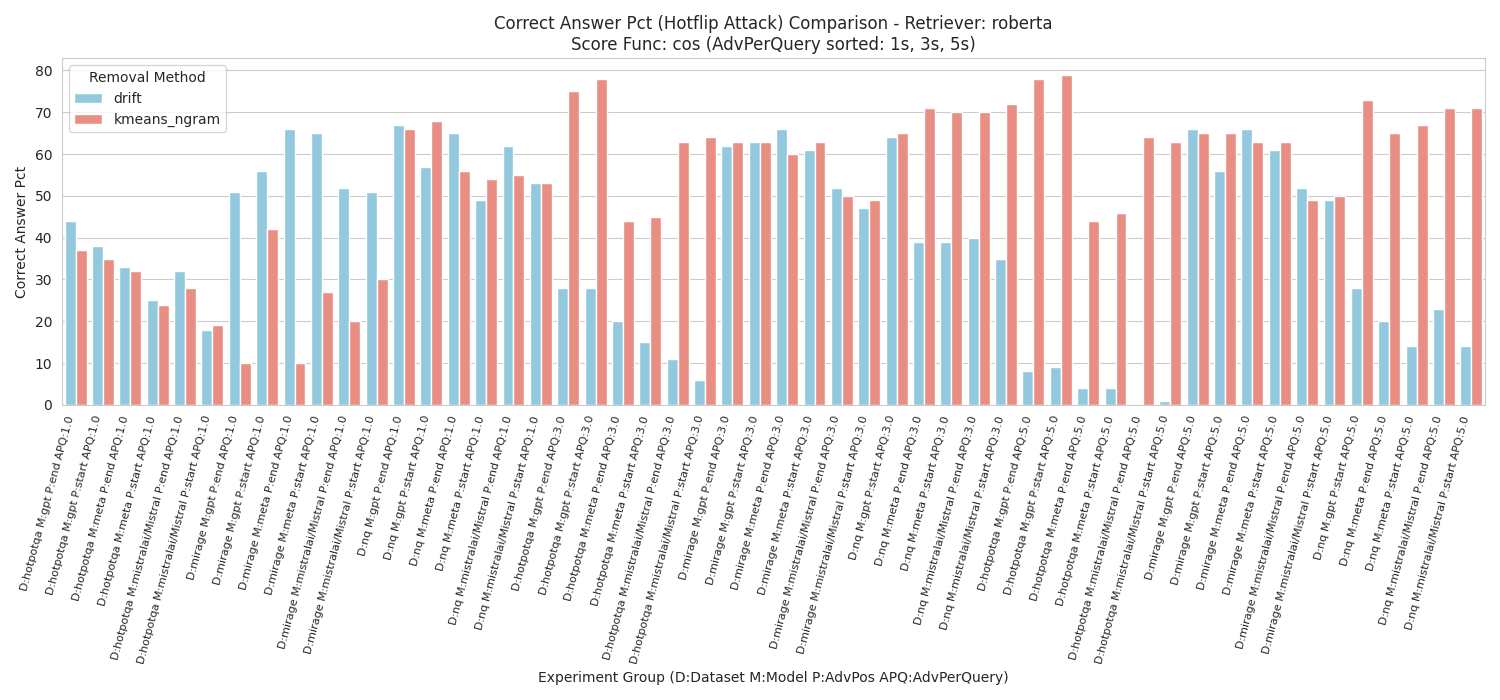 Correct Answer Pct (Hotflip Attack) Comparison - Retriever: roberta
Score Func: cos (AdvPerQuery sorted: 1s, 3s, 5s)
Removal Method
drift
kmeans_ngram
Correct Answer Pct
80
70
60
50
40
30
20
10
0
D:hotpotqa M:gpt P:end APQ:1.0
D:hotpotqa M:gpt P:start APQ:1.0
D:hotpotqa M:meta P:end APQ:1.0
D:hotpotqa M:meta P:start APQ:1.0
D:hotpotqa M:mistralai/Mistral P:end APQ:1.0
D:hotpotqa M:mistralai/Mistral P:start APQ:1.0
D:mirage M:gpt P:end APQ:1.0
D:mirage M:gpt P:start APQ:1.0
D:mirage M:meta P:end APQ:1.0
D:mirage M:meta P:start APQ:1.0
D:mirage M:mistralai/Mistral P:end APQ:1.0
D:mirage M:mistralai/Mistral P:start APQ:1.0
D:nq M:gpt P:end APQ:1.0
D:nq M:gpt P:start APQ:1.0
D:nq M:meta P:end APQ:1.0
D:nq M:meta P:start APQ:1.0
D:nq M:mistralai/Mistral P:end APQ:1.0
D:nq M:mistralai/Mistral P:start APQ:1.0
D:hotpotqa M:gpt P:end APQ:3.0
D:hotpotqa M:gpt P:start APQ:3.0
D:hotpotqa M:meta P:end APQ:3.0
D:hotpotqa M:meta P:start APQ:3.0
D:hotpotqa M:mistralai/Mistral P:end APQ:3.0
D:hotpotqa M:mistralai/Mistral P:start APQ:3.0
D:mirage M:gpt P:end APQ:3.0
D:mirage M:gpt P:start APQ:3.0
D:mirage M:meta P:end APQ:3.0
D:mirage M:meta P:start APQ:3.0
D:mirage M:mistralai/Mistral P:end APQ:3.0
D:mirage M:mistralai/Mistral P:start APQ:3.0
D:nq M:gpt P:start APQ:3.0
D:nq M:meta P:end APQ:3.0
D:nq M:meta P:start APQ:3.0
D:nq M:mistralai/Mistral P:end APQ:3.0
D:nq M:mistralai/Mistral P:start APQ:3.0
D:hotpotqa M:gpt P:end APQ:5.0
D:hotpotqa M:gpt P:start APQ:5.0
D:hotpotqa M:meta P:end APQ:5.0
D:hotpotqa M:meta P:start APQ:5.0
D:hotpotqa M:mistralai/Mistral P:end APQ:5.0
D:hotpotqa M:mistralai/Mistral P:start APQ:5.0
D:mirage M:gpt P:end APQ:5.0
D:mirage M:gpt P:start APQ:5.0
D:mirage M:meta P:end APQ:5.0
D:mirage M:meta P:start APQ:5.0
D:mirage M:mistralai/Mistral P:end APQ:5.0
D:mirage M:mistralai/Mistral P:start APQ:5.0
D:nq M:gpt P:start APQ:5.0
D:nq M:meta P:end APQ:5.0
D:nq M:meta P:start APQ:5.0
D:nq M:mistralai/Mistral P:end APQ:5.0
D:nq M:mistralai/Mistral P:start APQ:5.0
Experiment Group (D:Dataset M:Model P:AdvPos APQ:AdvPerQuery)